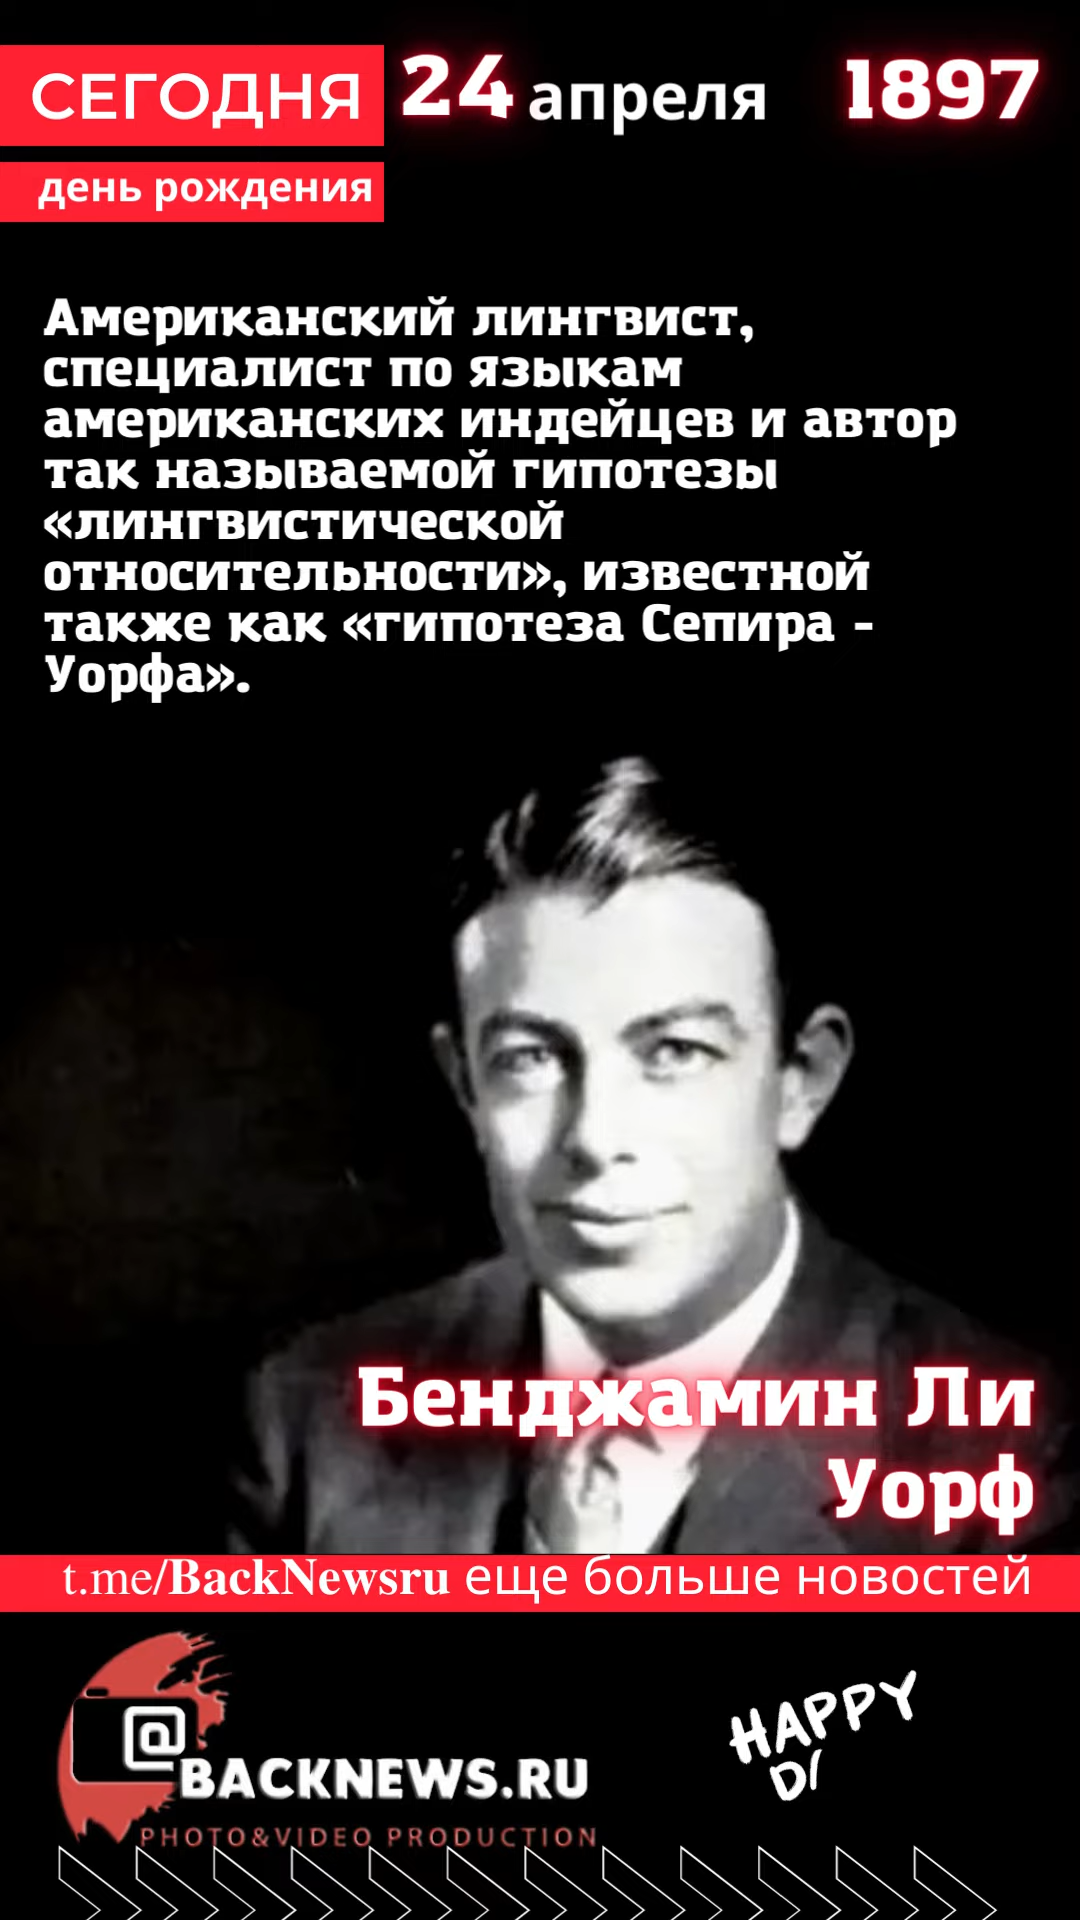 СЕГОДНЯ 24 апреля 1897
день рождения
Американский лингвист,
специалист по языкам
американских индейцев и автор
так называемой гипотезы
«лингвистической
относительности», известной
также как «гипотеза Сепира -
Уорфа».
Бенджамин Ли
Уорф
t.me/BackNewsru еще больше новостей
@
BACKNEWS.RU
PHOTO&VIDEO PRODUCTION
HAPPY